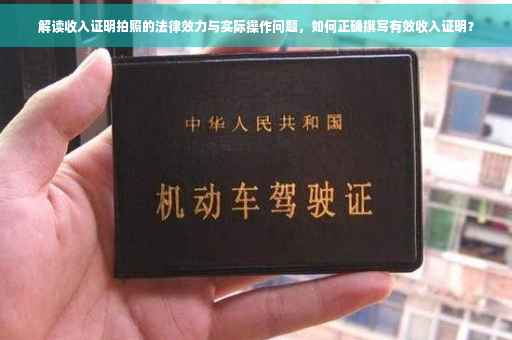 解读收入证明拍照的法律效力与实际操作问题，如何正确撰写有效收入证明？
中华人民共和国
机动车驾驶证